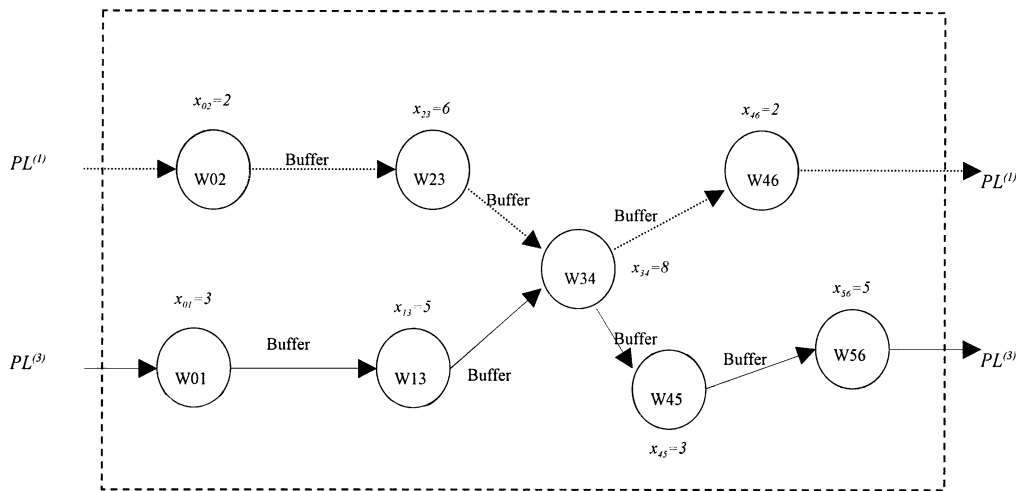 x02=2
x23=6
x46=2
PL(1)
W02
Buffer
W23
Buffer
Buffer
W46
PL(1)
W34
x34=8
x01=3
x13=5
x56=5
PL(3)
W01
Buffer
W13
Buffer
Buffer
W45
Buffer
W56
PL(3)
x45=3